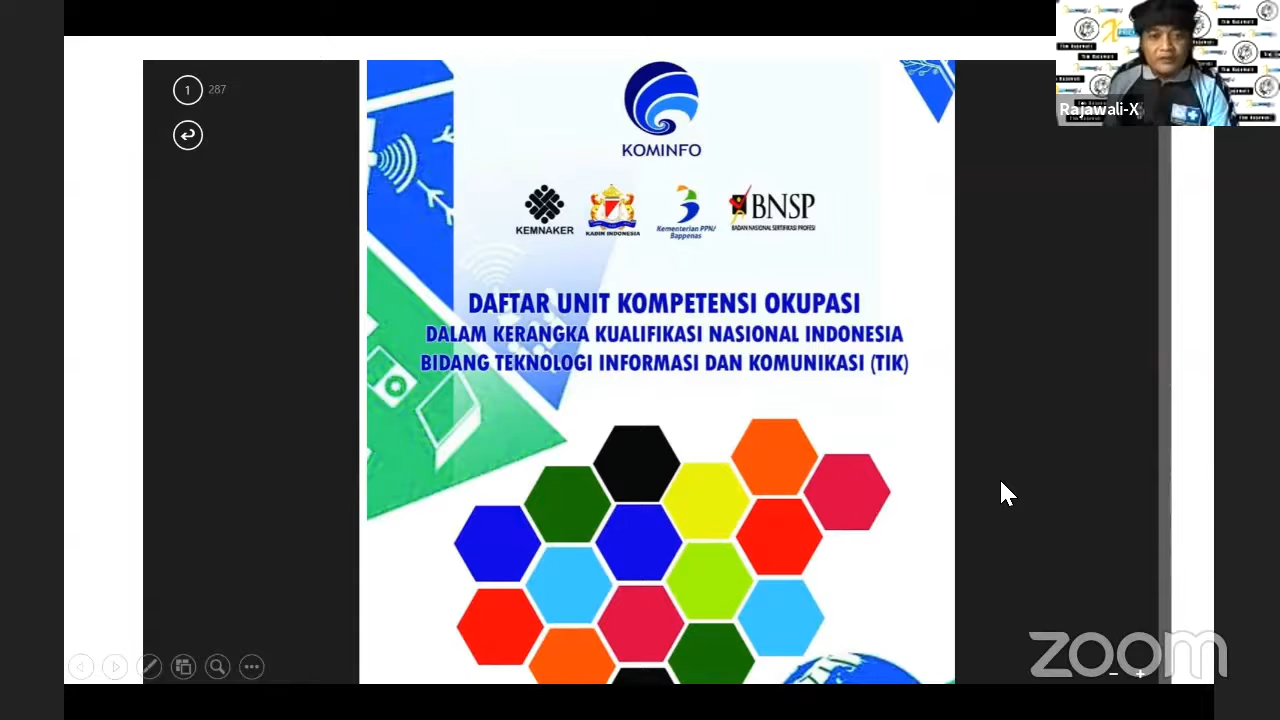 1 287
KOMINFO
KEMNAKER
KADIN INDONESIA
Kementerian PPN/
Bappenas
BNSP
BADAN NASIONAL SERTIFIKASI PROFESI
DAFTAR UNIT KOMPETENSI OKUPASI
DALAM KERANGKA KUALIFIKASI NASIONAL INDONESIA
BIDANG TEKNOLOGI INFORMASI DAN KOMUNIKASI (TIK)
Rajawali-X
zoom